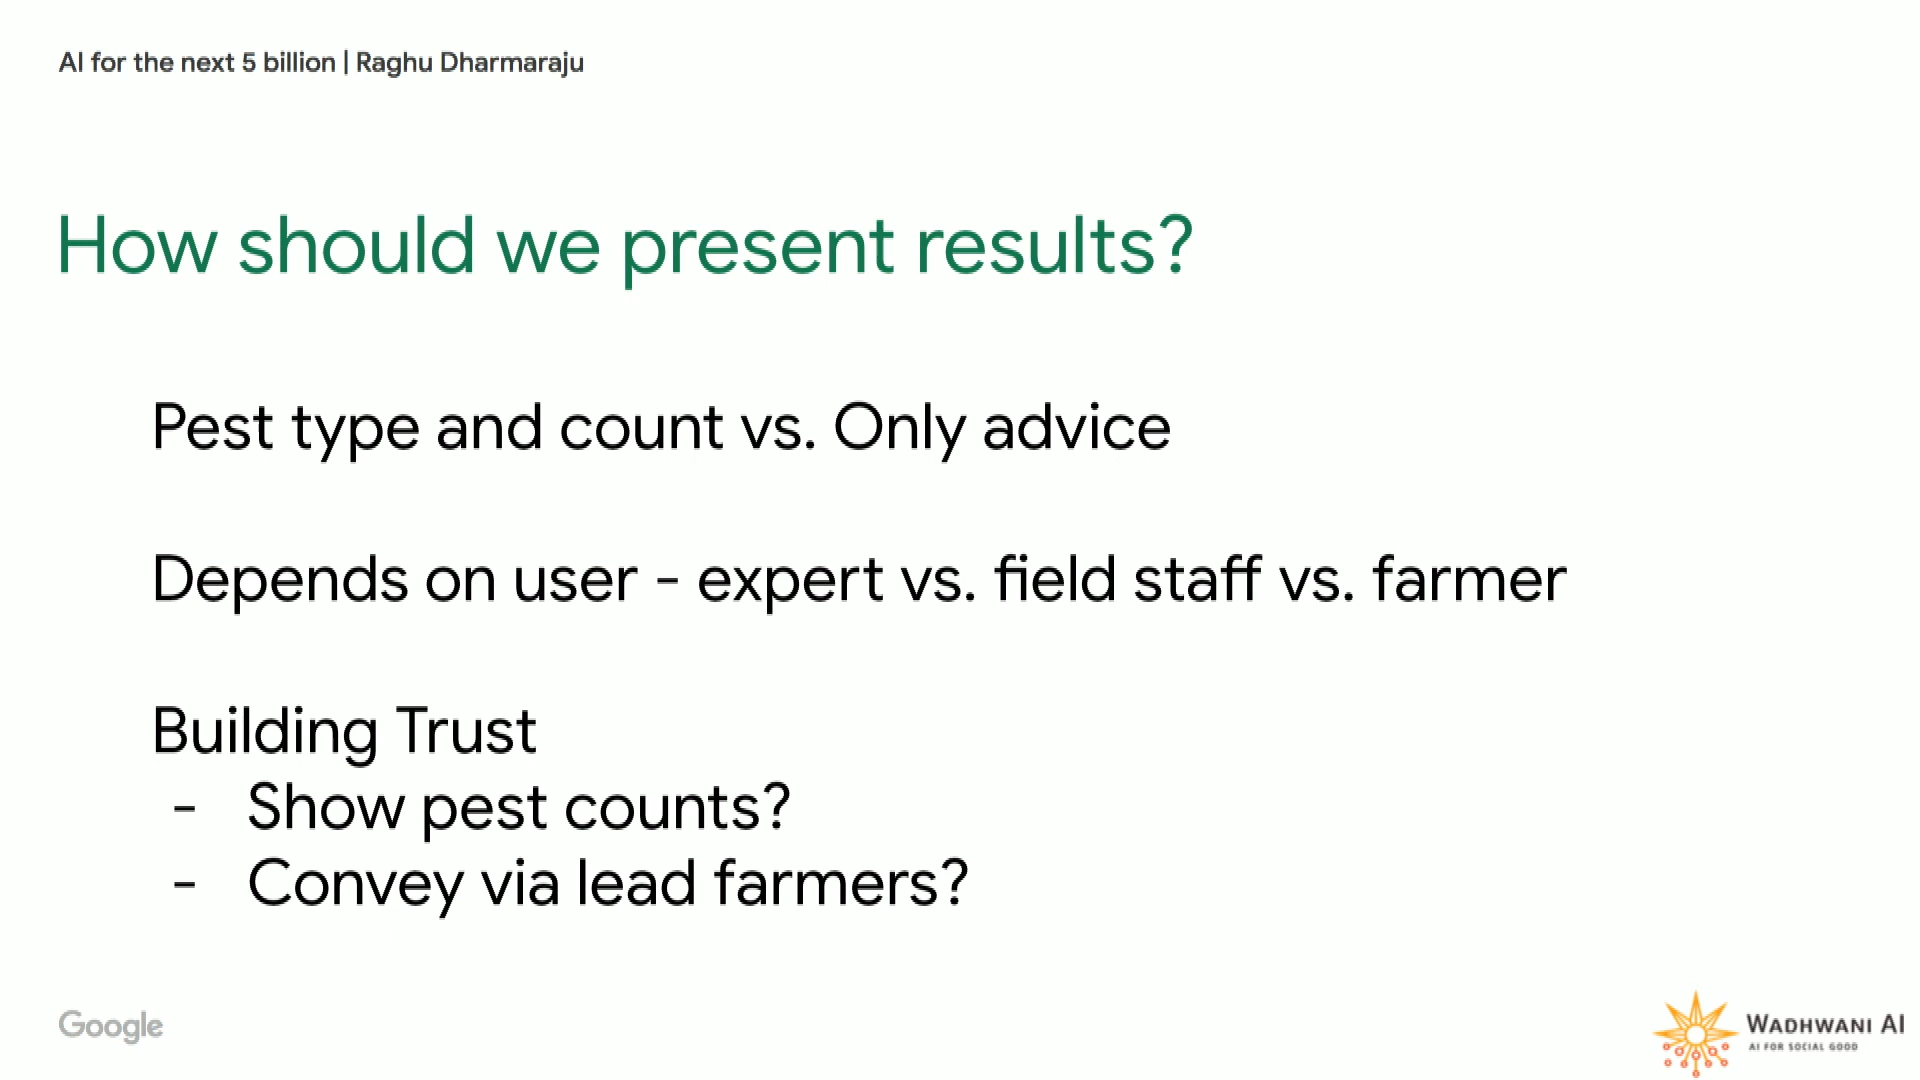 AI for the next 5 billion | Raghu Dharmaraju
How should we present results?
Pest type and count vs. Only advice
Depends on user - expert vs. field staff vs. farmer
Building Trust
- Show pest counts?
- Convey via lead farmers?
Google
WADHWANI AI
AI FOR SOCIAL GOOD